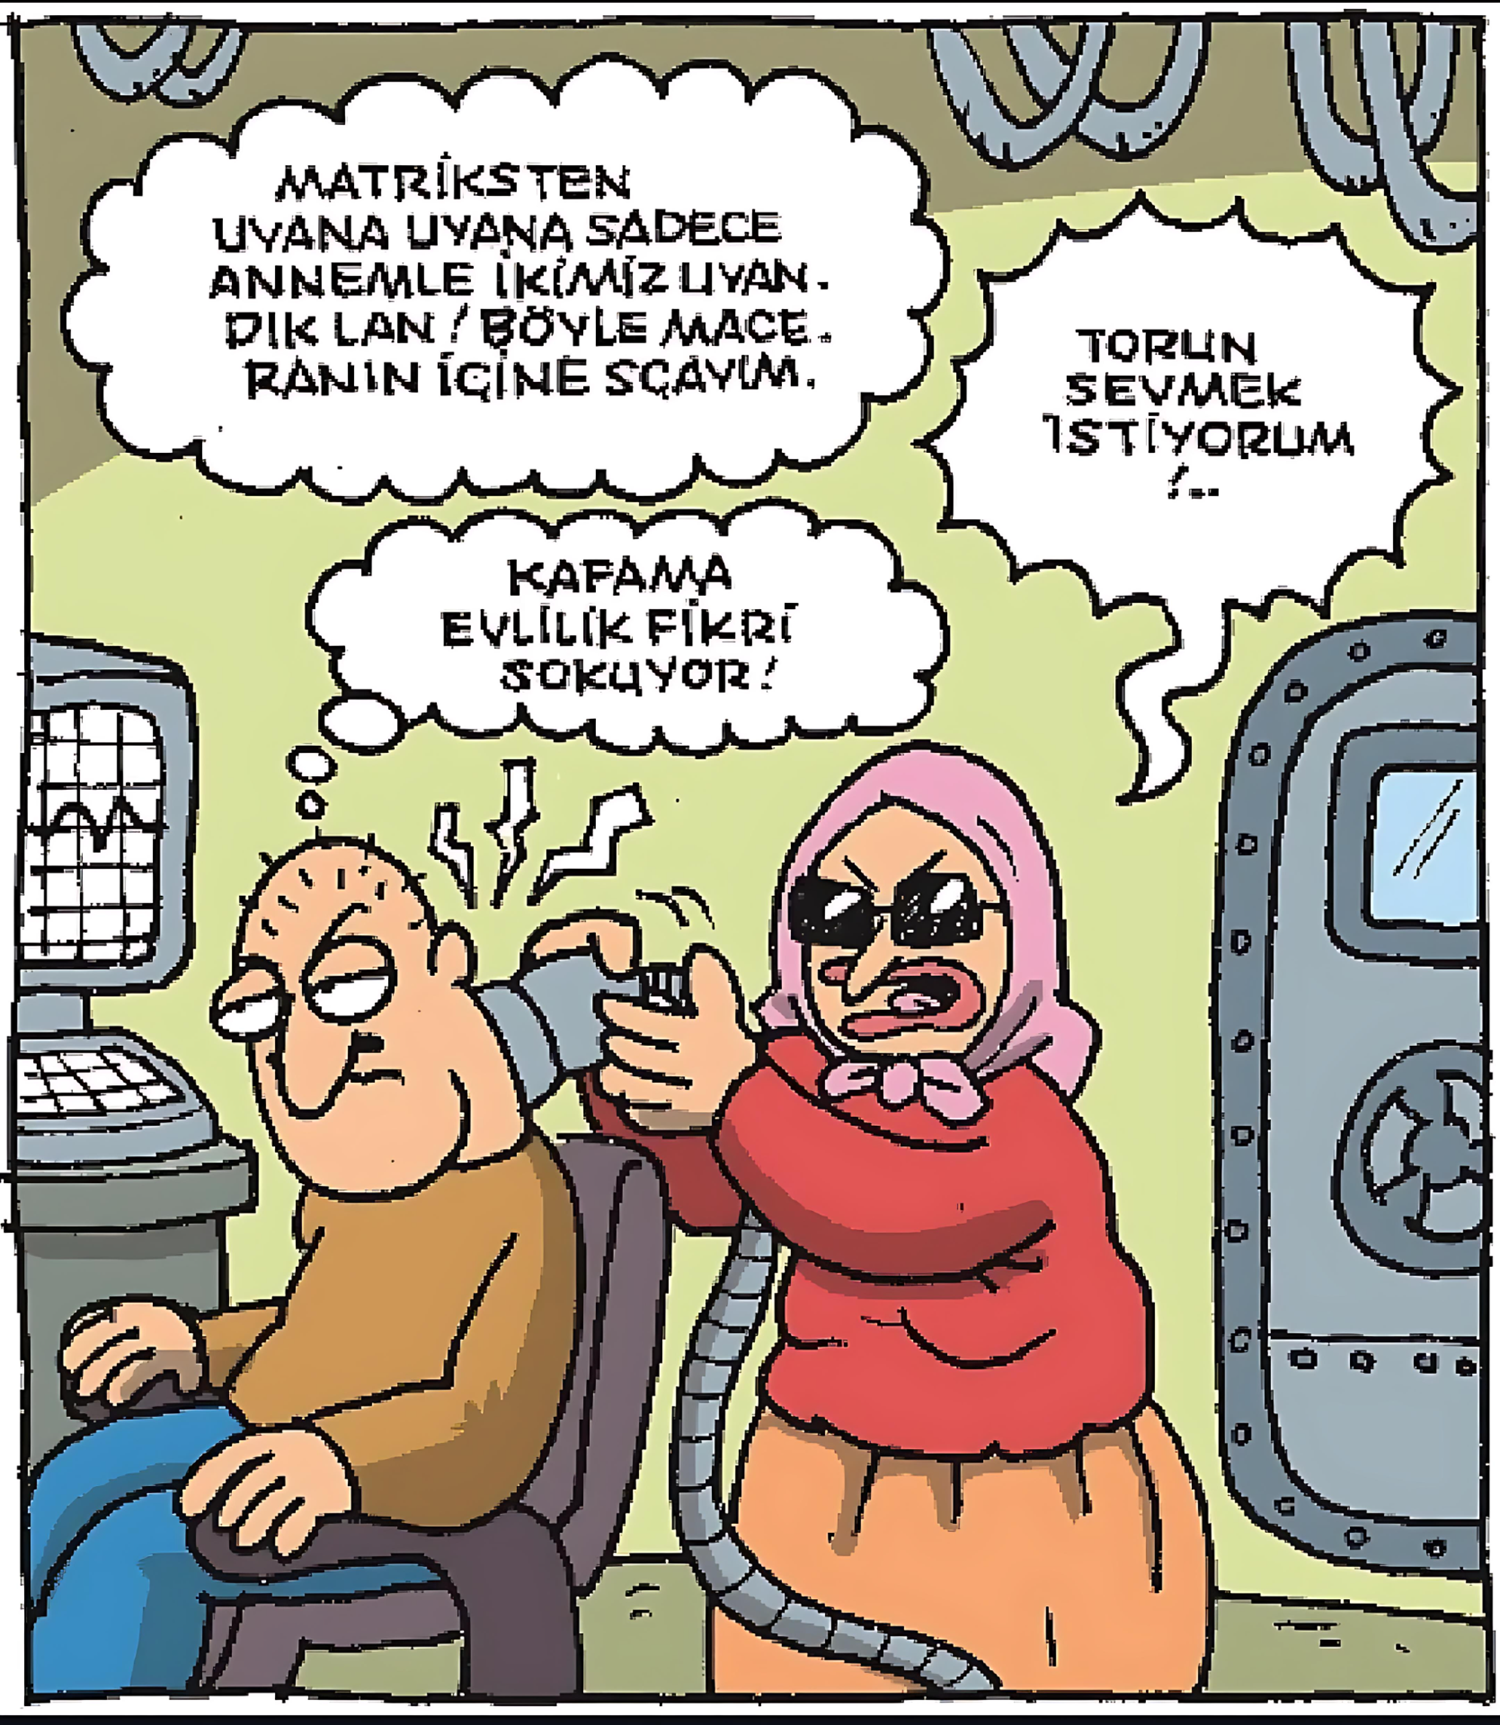 MATRİKSTEN
UYANA UYANA SADECE
ANNEMLE İKİMİZ UYAN-
DIK LAN! BÖYLE MACE-
RANIN İÇİNE SÇAYIM.
TORUN
SEVMEK
İSTİYORUM
!..
KAFAMA
EVLİLİK FİKRİ
SOKUYOR!